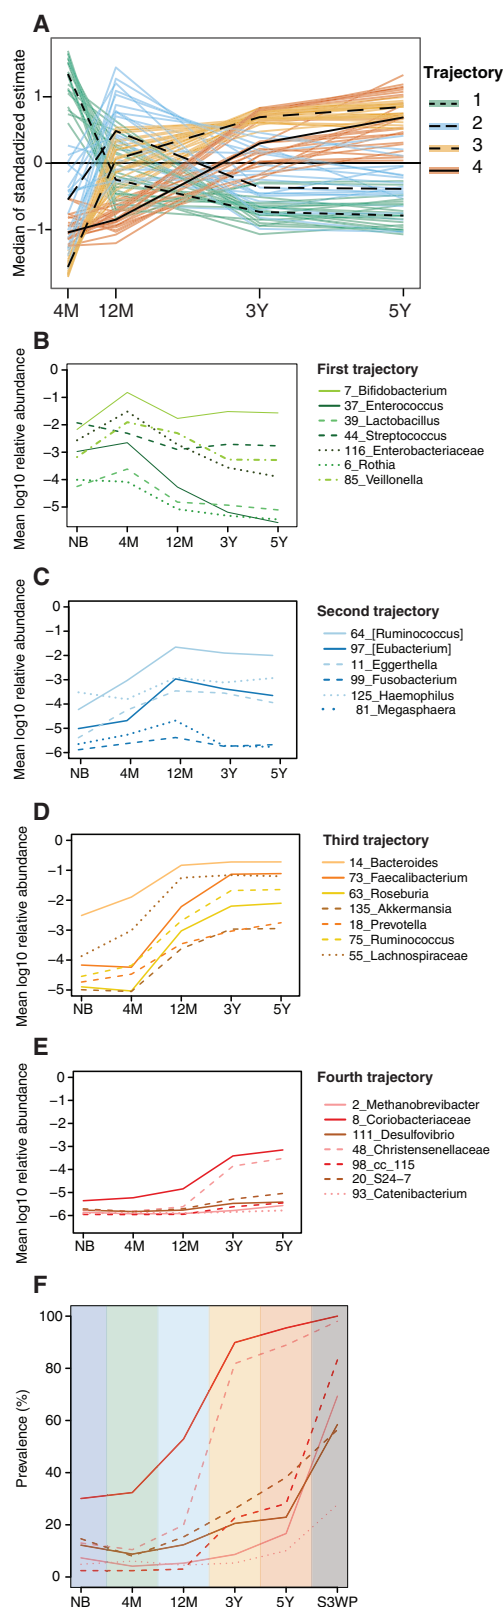 A
Median of standardized estimate
1
0
−1
4M 12M 3Y 5Y
Trajectory
1
2
3
4
B
Mean log10 relative abundance
0
−1
−2
−3
−4
−5
NB 4M 12M 3Y 5Y
First trajectory
7_Bifidobacterium
37_Enterococcus
39_Lactobacillus
44_Streptococcus
116_Enterobacteriaceae
6_Rothia
85_Veillonella
C
Mean log10 relative abundance
0
−1
−2
−3
−4
−5
−6
NB 4M 12M 3Y 5Y
Second trajectory
64_[Ruminococcus]
97_[Eubacterium]
11_Eggerthella
99_Fusobacterium
125_Haemophilus
81_Megasphaera
D
Mean log10 relative abundance
0
−1
−2
−3
−4
−5
NB 4M 12M 3Y 5Y
Third trajectory
14_Bacteroides
73_Faecalibacterium
63_Roseburia
135_Akkermansia
18_Prevotella
75_Ruminococcus
55_Lachnospiraceae
E
Mean log10 relative abundance
0
−1
−2
−3
−4
−5
−6
NB 4M 12M 3Y 5Y
Fourth trajectory
2_Methanobrevibacter
8_Coriobacteriaceae
111_Desulfovibrio
48_Christensenellaceae
98_cc_115
20_S24−7
93_Catenibacterium
F
Prevalence (%)
100
80
60
40
20
0
NB 4M 12M 3Y 5Y S3WP